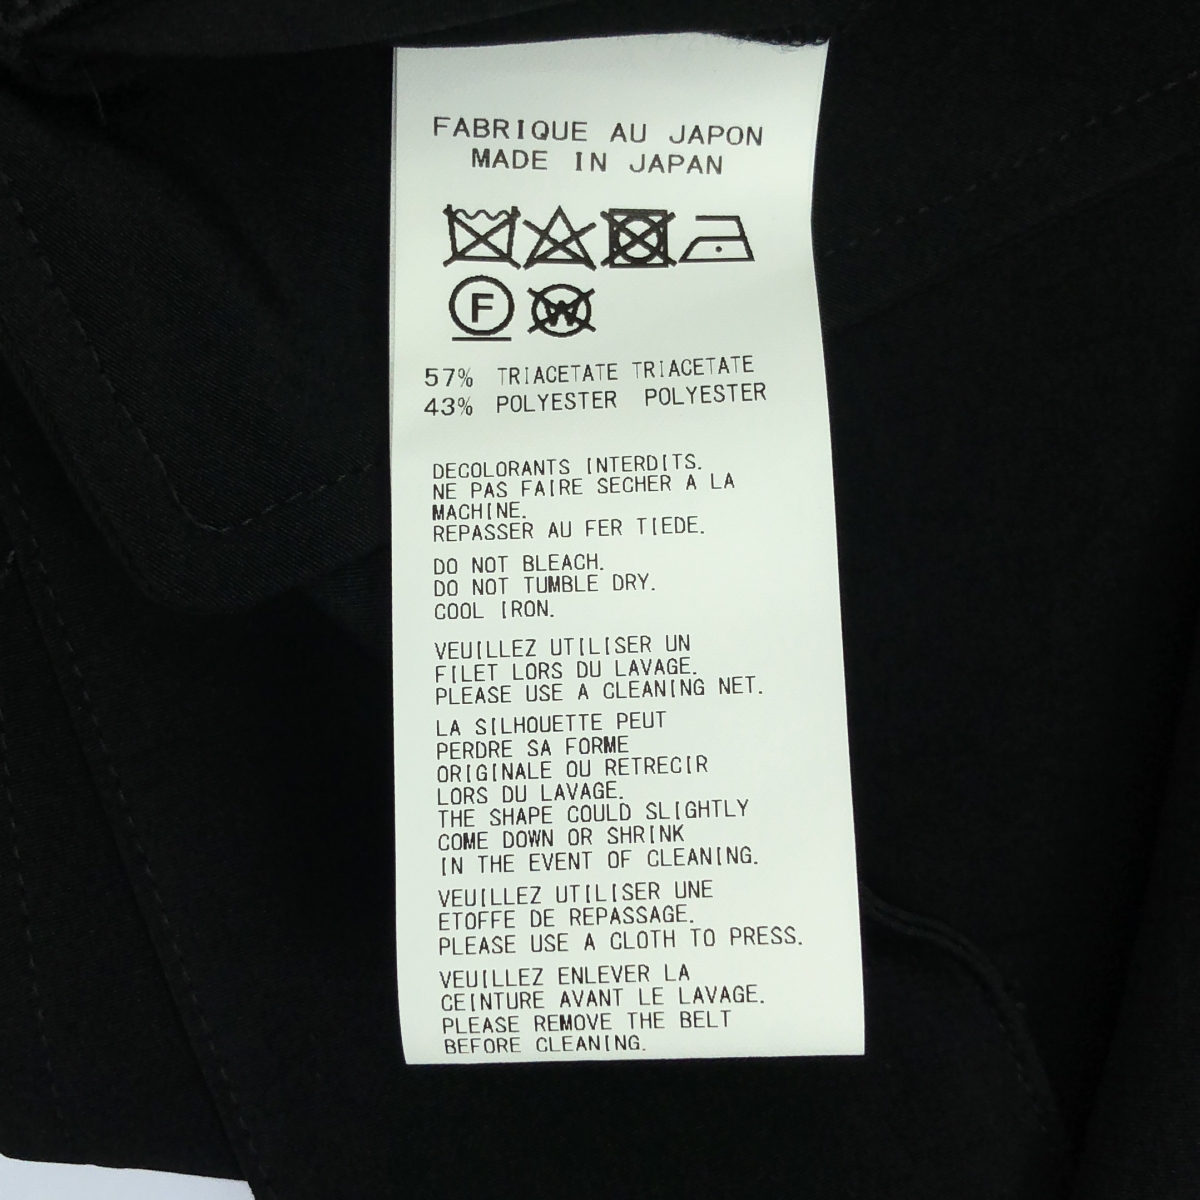 FABRIQUE AU JAPON
MADE IN JAPAN
F W
57% TRIACETATE TRIACETATE
43% POLYESTER POLYESTER
DECOLORANTS INTERDITS.
NE PAS FAIRE SECHER A LA
MACHINE.
REPASSER AU FER TIEDE.
DO NOT BLEACH.
DO NOT TUMBLE DRY.
COOL IRON.
VEUILLEZ UTILISER UN
FILET LORS DU LAVAGE.
PLEASE USE A CLEANING NET.
LA SILHOUETTE PEUT
PERDRE SA FORME
ORIGINALE OU RETRECIR
LORS DU LAVAGE.
THE SHAPE COULD SLIGHTLY
COME DOWN OR SHRINK
IN THE EVENT OF CLEANING.
VEUILLEZ UTILISER UNE
ETOFFE DE REPASSAGE.
PLEASE USE A CLOTH TO PRESS.
VEUILLEZ ENLEVER LA
CEINTURE AVANT LE LAVAGE.
PLEASE REMOVE THE BELT
BEFORE CLEANING.